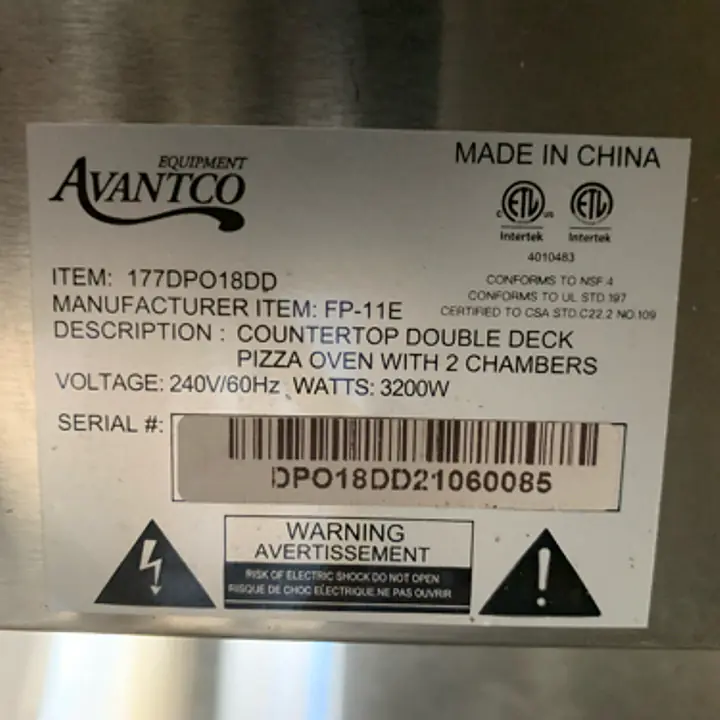 EQUIPMENT
AVANTCO
MADE IN CHINA
C ETL US
Intertek
ETL
Intertek
4010483
ITEM: 177DPO18DD
MANUFACTURER ITEM: FP-11E
DESCRIPTION : COUNTERTOP DOUBLE DECK
PIZZA OVEN WITH 2 CHAMBERS
CONFORMS TO NSF 4
CONFORMS TO UL STD.197
CERTIFIED TO CSA STD.C22.2 NO.109
VOLTAGE: 240V/60Hz WATTS: 3200W
SERIAL #:
DPO18DD21060085
WARNING
AVERTISSEMENT
RISK OF ELECTRIC SHOCK DO NOT OPEN
RISQUE DE CHOC ELECTRIQUE.NE PAS OUVRIR
!